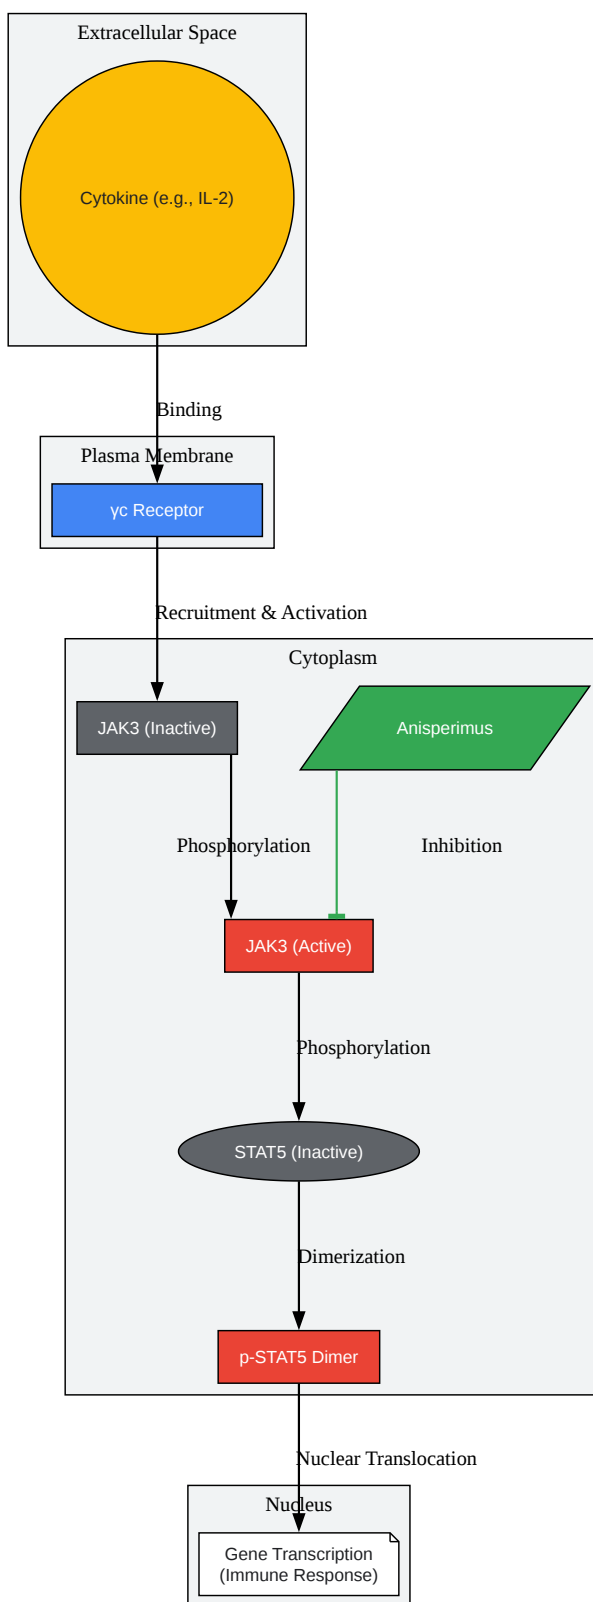 Extracellular Space
Cytokine (e.g., IL-2)
Binding
Plasma Membrane
γc Receptor
Recruitment & Activation
Cytoplasm
JAK3 (Inactive)
Anisperimus
Phosphorylation
Inhibition
JAK3 (Active)
Phosphorylation
STAT5 (Inactive)
Dimerization
p-STAT5 Dimer
Nuclear Translocation
Nucleus
Gene Transcription
(Immune Response)